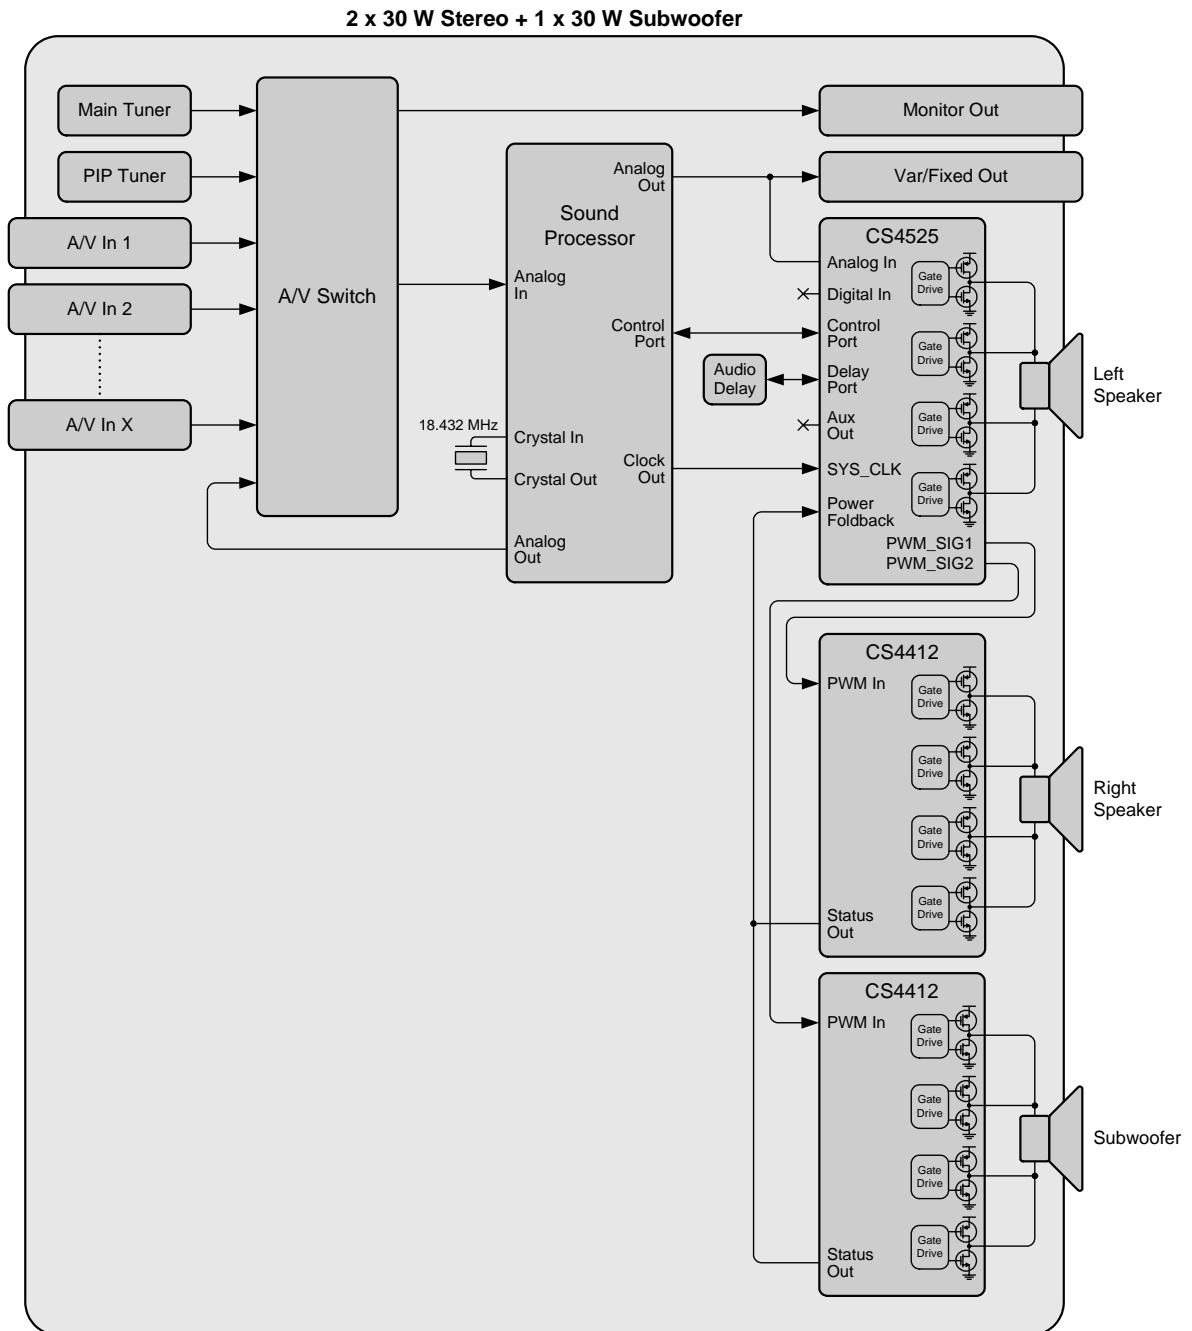 2 x 30 W Stereo + 1 x 30 W Subwoofer
Main Tuner
PIP Tuner
A/V In 1
A/V In 2
A/V In X
A/V Switch
Sound
Processor
Analog
Out
Analog
In
Control
Port
18.432 MHz
Crystal In
Crystal Out
Clock
Out
Analog
Out
Monitor Out
Var/Fixed Out
Audio
Delay
CS4525
Analog In
Digital In
Control
Port
Delay
Port
Aux
Out
SYS_CLK
Power
Foldback
PWM_SIG1
PWM_SIG2
Gate
Drive
Gate
Drive
Gate
Drive
Gate
Drive
Left
Speaker
CS4412
PWM In
Status
Out
Gate
Drive
Gate
Drive
Gate
Drive
Gate
Drive
Right
Speaker
CS4412
PWM In
Status
Out
Gate
Drive
Gate
Drive
Gate
Drive
Gate
Drive
Subwoofer